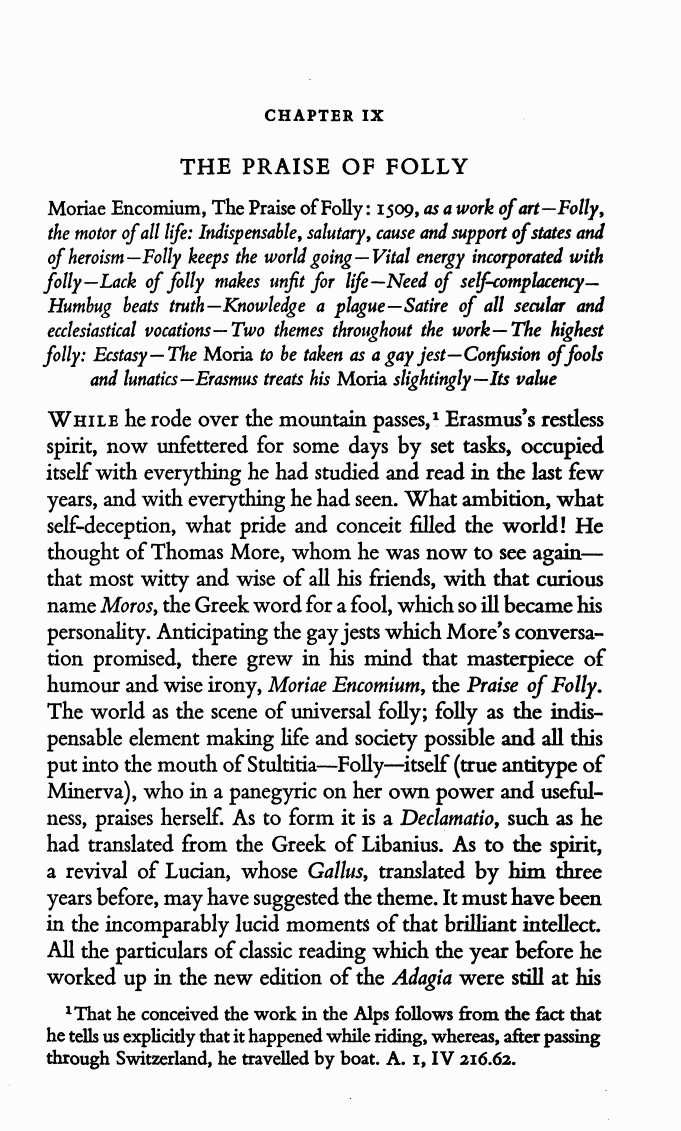 CHAPTER IX
THE PRAISE OF FOLLY
Moriae Encomium, The Praise of Folly: 1509, as a work of art—Folly,
the motor of all life: Indispensable, salutary, cause and support of states and
of heroism—Folly keeps the world going—Vital energy incorporated with
folly—Lack of folly makes unfit for life—Need of self-complacency—
Humbug beats truth—Knowledge a plague—Satire of all secular and
ecclesiastical vocations—Two themes throughout the work—The highest
folly: Ecstasy—The Moria to be taken as a gay jest—Confusion of fools
and lunatics—Erasmus treats his Moria slightingly—Its value
WHILE he rode over the mountain passes,¹ Erasmus's restless
spirit, now unfettered for some days by set tasks, occupied
itself with everything he had studied and read in the last few
years, and with everything he had seen. What ambition, what
self-deception, what pride and conceit filled the world! He
thought of Thomas More, whom he was now to see again—
that most witty and wise of all his friends, with that curious
name Moros, the Greek word for a fool, which so ill became his
personality. Anticipating the gay jests which More's conversa-
tion promised, there grew in his mind that masterpiece of
humour and wise irony, Moriae Encomium, the Praise of Folly.
The world as the scene of universal folly; folly as the indis-
pensable element making life and society possible and all this
put into the mouth of Stultitia—Folly—itself (true antitype of
Minerva), who in a panegyric on her own power and useful-
ness, praises herself. As to form it is a Declamatio, such as he
had translated from the Greek of Libanius. As to the spirit,
a revival of Lucian, whose Gallus, translated by him three
years before, may have suggested the theme. It must have been
in the incomparably lucid moments of that brilliant intellect.
All the particulars of classic reading which the year before he
worked up in the new edition of the Adagia were still at his
¹That he conceived the work in the Alps follows from the fact that
he tells us explicitly that it happened while riding, whereas, after passing
through Switzerland, he travelled by boat. A. 1, IV 216.62.